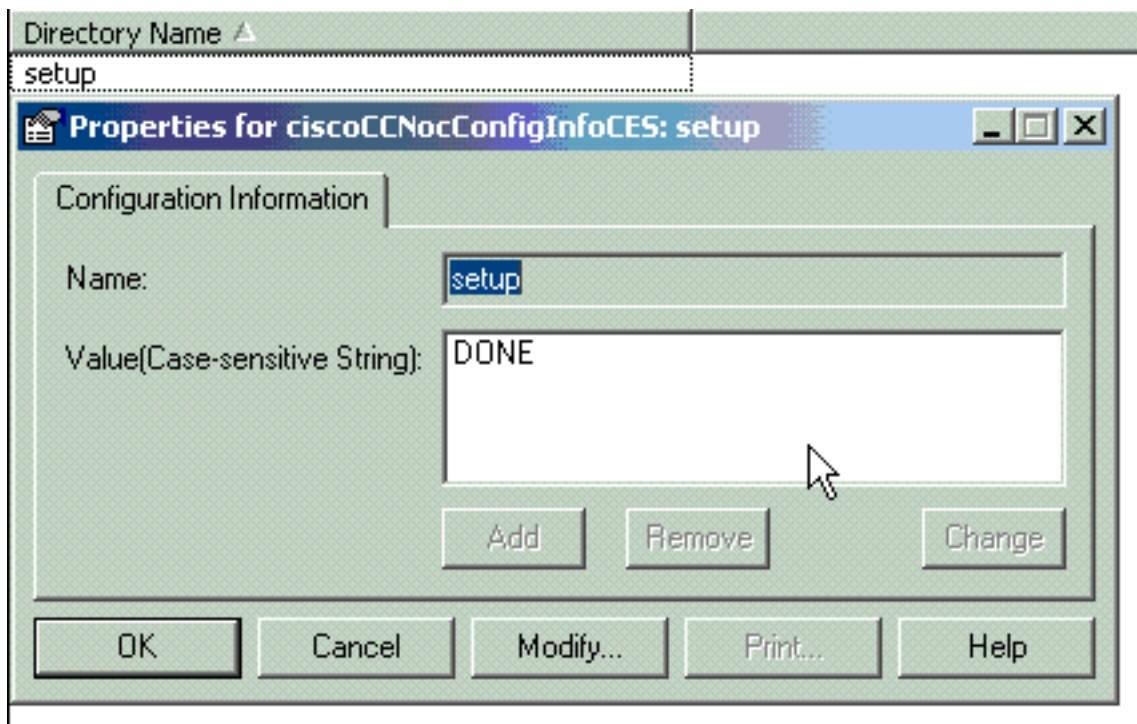 Directory Name
setup
Properties for ciscoCCNocConfigInfoCES: setup
Configuration Information
Name:
setup
Value(Case-sensitive String):
DONE
Add Remove Change
OK Cancel Modify... Print... Help